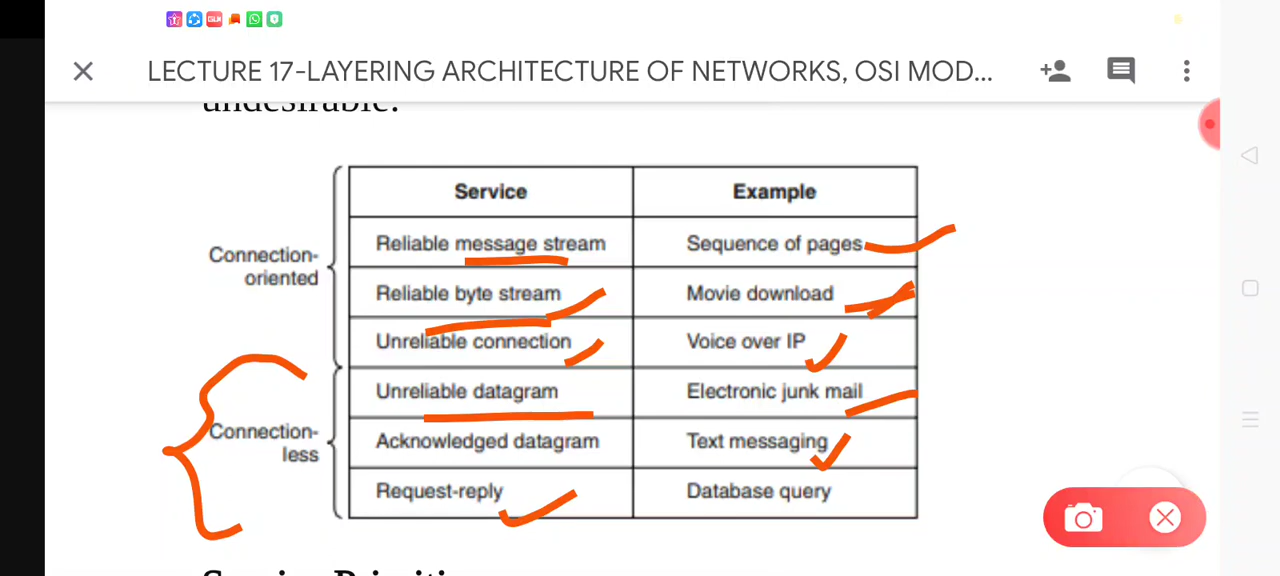 LECTURE 17-LAYERING ARCHITECTURE OF NETWORKS, OSI MOD...
undesirable.
Service Example
Connection-
oriented
Reliable message stream Sequence of pages
Reliable byte stream Movie download
Unreliable connection Voice over IP
Connection-
less
Unreliable datagram Electronic junk mail
Acknowledged datagram Text messaging
Request-reply Database query